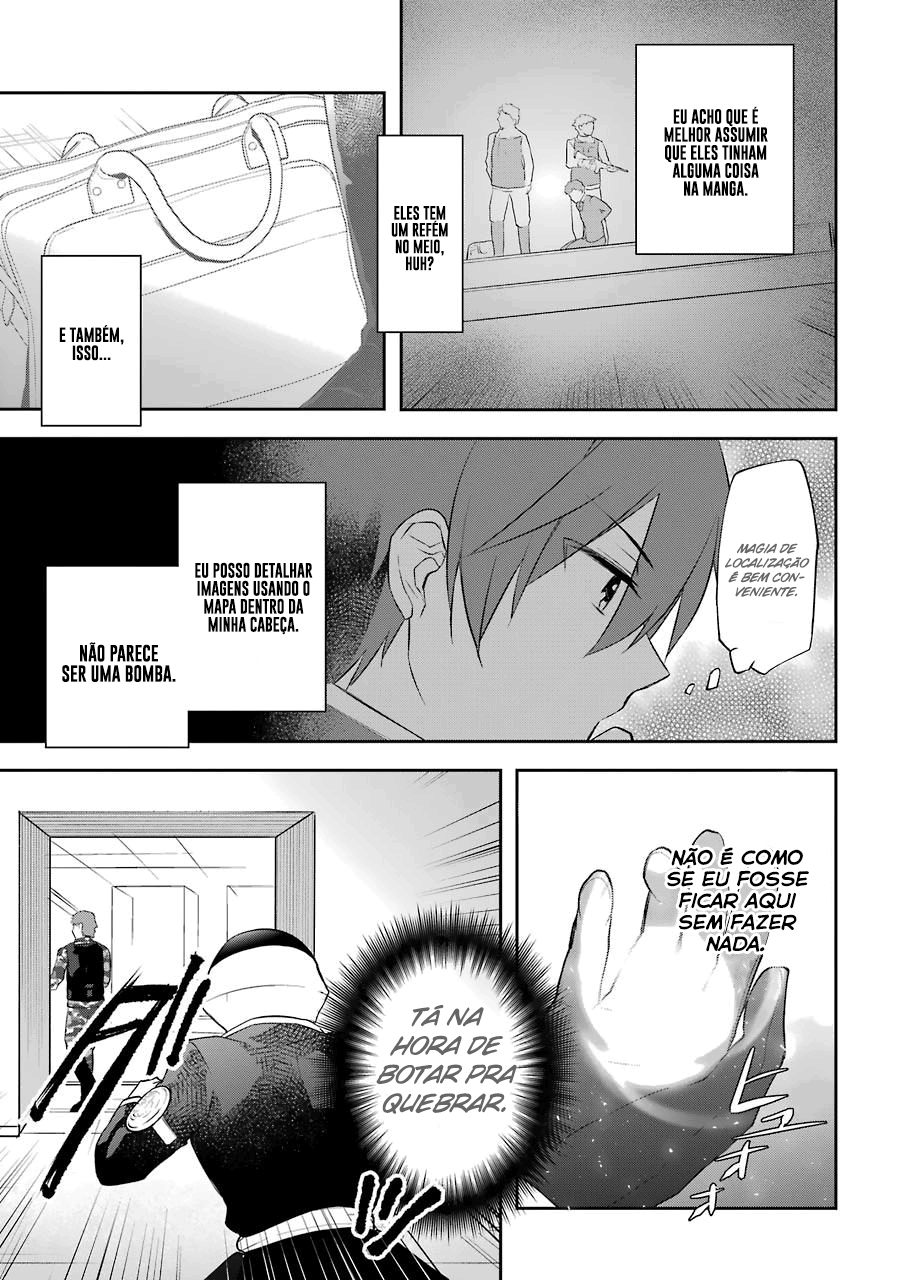 EU ACHO QUE É
MELHOR ASSUMIR
QUE ELES TINHAM
ALGUMA COISA
NA MANGA.
ELES TEM
UM REFÉM
NO MEIO,
HUH?
E TAMBÉM,
ISSO...
MAGIA DE
LOCALIZAÇÃO
É BEM CON-
VENIENTE.
EU POSSO DETALHAR
IMAGENS USANDO O
MAPA DENTRO DA
MINHA CABEÇA.
NÃO PARECE
SER UMA BOMBA.
NÃO É COMO
SE EU FOSSE
FICAR AQUI
SEM FAZER
NADA.
TÁ NA
HORA DE
BOTAR PRA
QUEBRAR.